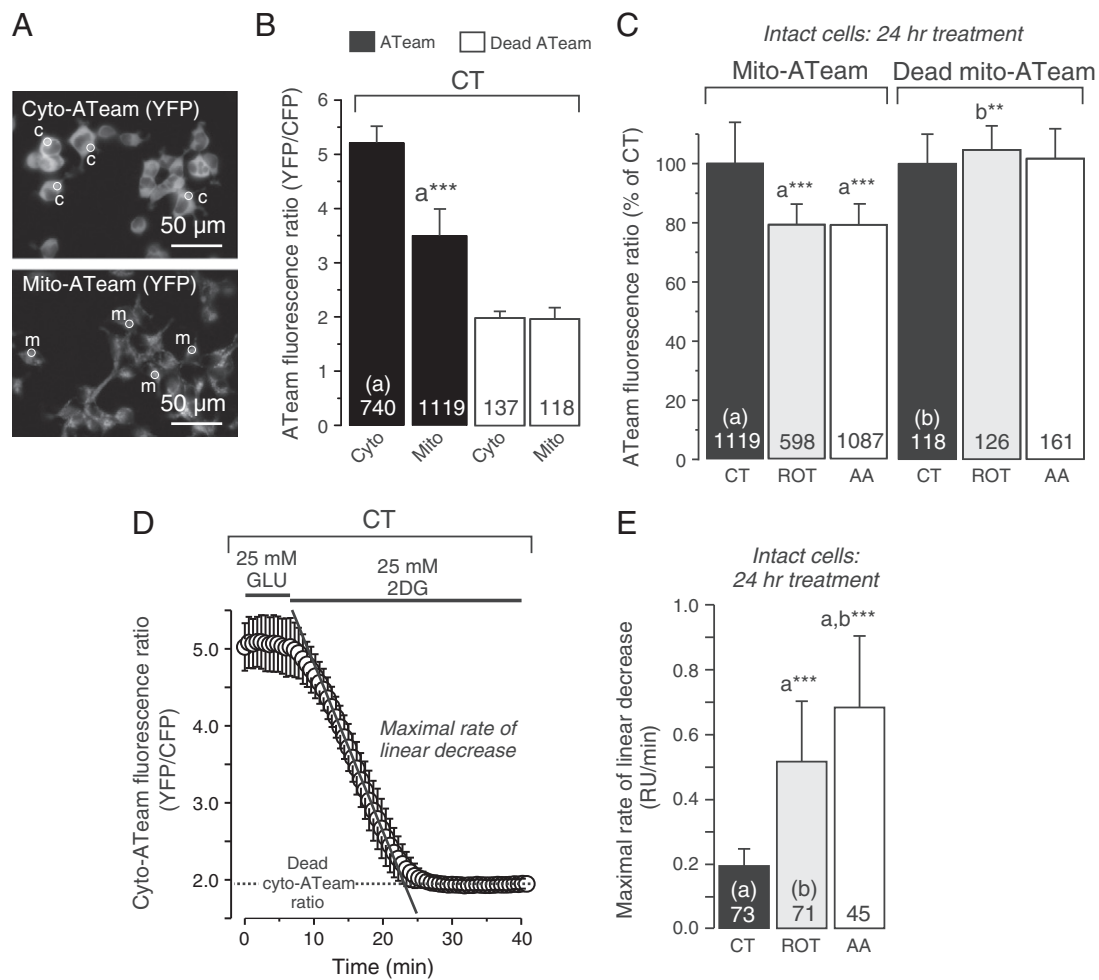 A
Cyto-ATeam (YFP)
c
c
c
c
50 µm
Mito-ATeam (YFP)
m
m
m
m
50 µm
B
ATeam
Dead ATeam
CT
ATeam fluorescence ratio (YFP/CFP)
6
5
4
3
2
1
0
a***
(a)
740
1119
137
118
Cyto
Mito
Cyto
Mito
C
Intact cells: 24 hr treatment
Mito-ATeam
Dead mito-ATeam
ATeam fluorescence ratio (% of CT)
100
80
60
40
20
0
a***
a***
b**
(a)
1119
598
1087
(b)
118
126
161
CT
ROT
AA
CT
ROT
AA
D
CT
25 mM
GLU
25 mM
2DG
Cyto-ATeam fluorescence ratio
(YFP/CFP)
5.0
4.0
3.0
2.0
Maximal rate of
linear decrease
Dead
cyto-ATeam
ratio
0
10
20
30
40
Time (min)
E
Intact cells:
24 hr treatment
Maximal rate of linear decrease
(RU/min)
1.0
0.8
0.6
0.4
0.2
0.0
a***
a,b***
(a)
73
(b)
71
45
CT
ROT
AA